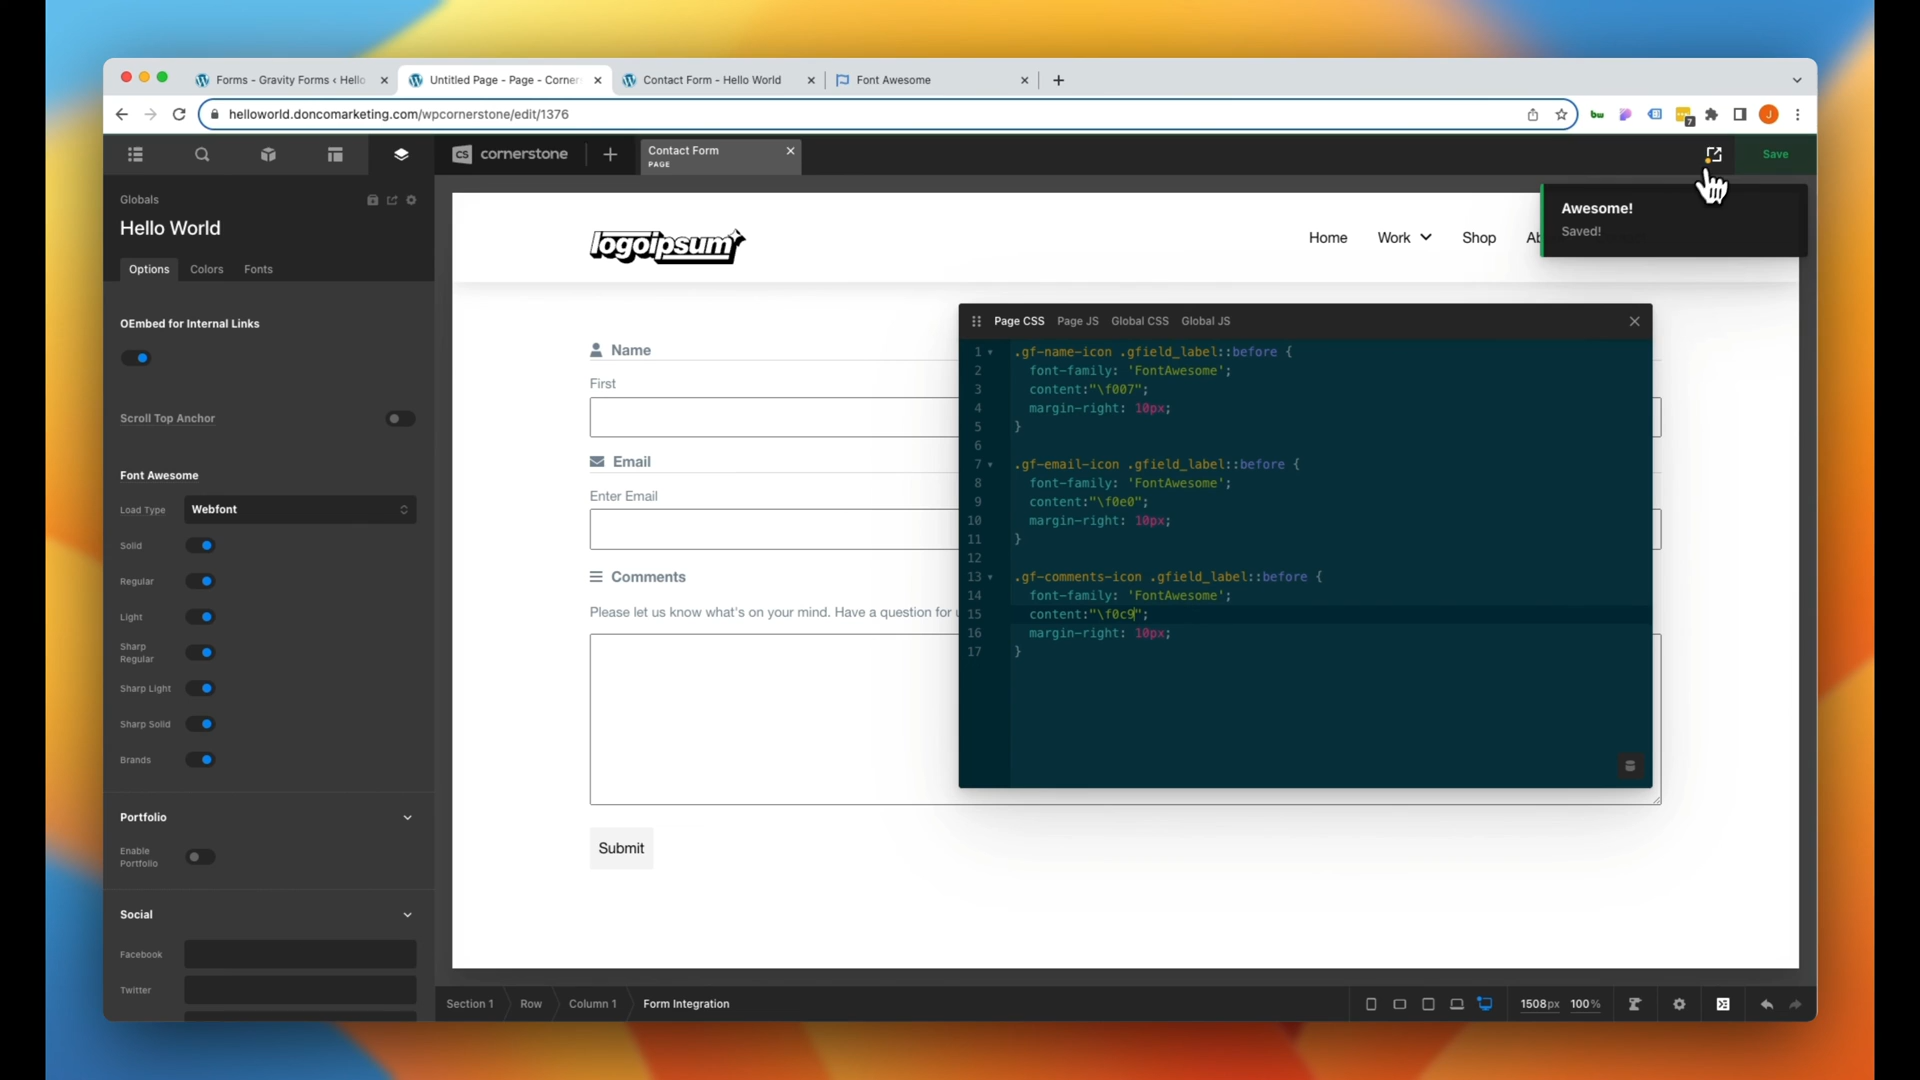 Forms - Gravity Forms ‹ Hello
Untitled Page - Page - Corner
Contact Form - Hello World
Font Awesome
helloworld.doncomarketing.com/wpcornerstone/edit/1376
bw
7
J
CS cornerstone
Contact Form
PAGE
Save
Awesome!
Saved!
Globals
Hello World
Options Colors Fonts
OEmbed for Internal Links
Scroll Top Anchor
Font Awesome
Load Type Webfont
Solid
Regular
Light
Sharp
Regular
Sharp Light
Sharp Solid
Brands
Portfolio
Enable
Portfolio
Social
Facebook
Twitter
logoipsum
Home Work Shop Ab
Name
First
Email
Enter Email
Comments
Please let us know what's on your mind. Have a question for u
Submit
Page CSS Page JS Global CSS Global JS
1 .gf-name-icon .gfield_label::before {
2 font-family: 'FontAwesome';
3 content:"\f007";
4 margin-right: 10px;
5 }
6
7 .gf-email-icon .gfield_label::before {
8 font-family: 'FontAwesome';
9 content:"\f0e0";
10 margin-right: 10px;
11 }
12
13 .gf-comments-icon .gfield_label::before {
14 font-family: 'FontAwesome';
15 content:"\f0c9";
16 margin-right: 10px;
17 }
Section 1 Row Column 1 Form Integration
1508px 100%